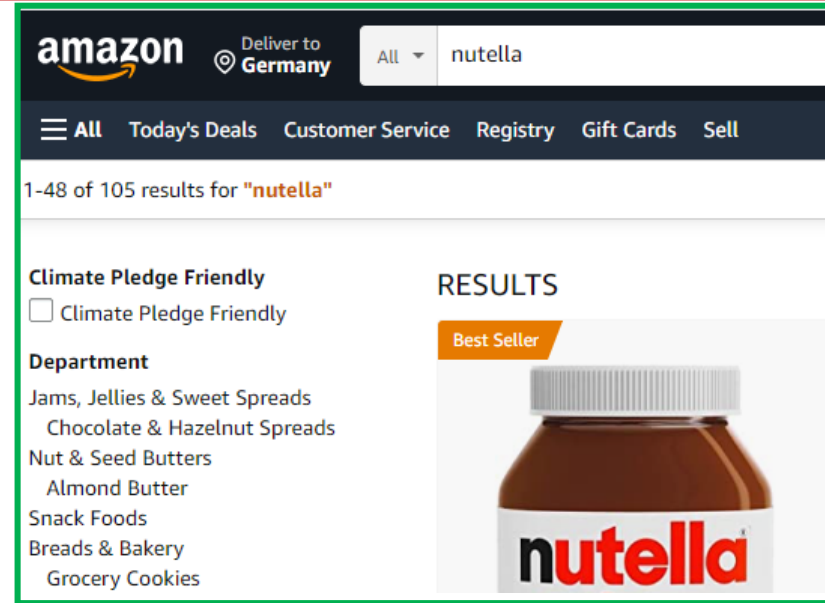 amazon
Deliver to
Germany
All
nutella
All Today's Deals Customer Service Registry Gift Cards Sell
1-48 of 105 results for "nutella"
Climate Pledge Friendly
Climate Pledge Friendly
Department
Jams, Jellies & Sweet Spreads
Chocolate & Hazelnut Spreads
Nut & Seed Butters
Almond Butter
Snack Foods
Breads & Bakery
Grocery Cookies
RESULTS
Best Seller
nutella